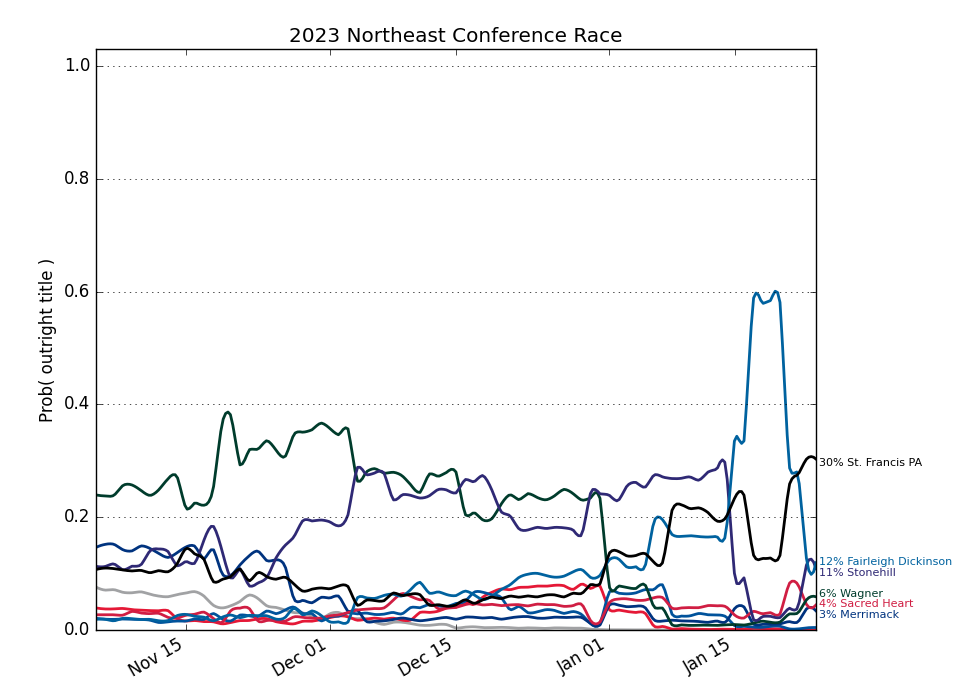 2023 Northeast Conference Race
Prob( outright title )
1.0
0.8
0.6
0.4
0.2
0.0
Nov 15
Dec 01
Dec 15
Jan 01
Jan 15
30% St. Francis PA
12% Fairleigh Dickinson
11% Stonehill
6% Wagner
4% Sacred Heart
3% Merrimack